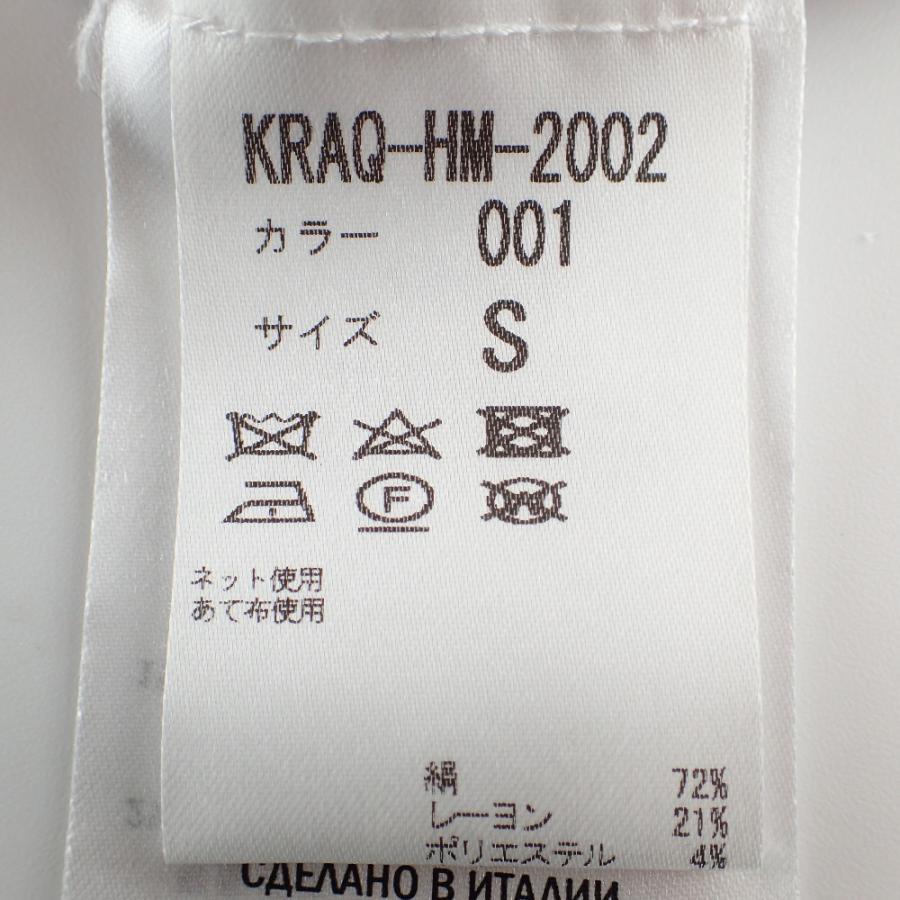 KRAQ-HM-2002
カラー 001
サイズ S
F
W
ネット使用
あて布使用
絹 72%
レーヨン 21%
ポリエステル 4%
СДЕЛАНО В ИТАЛИИ